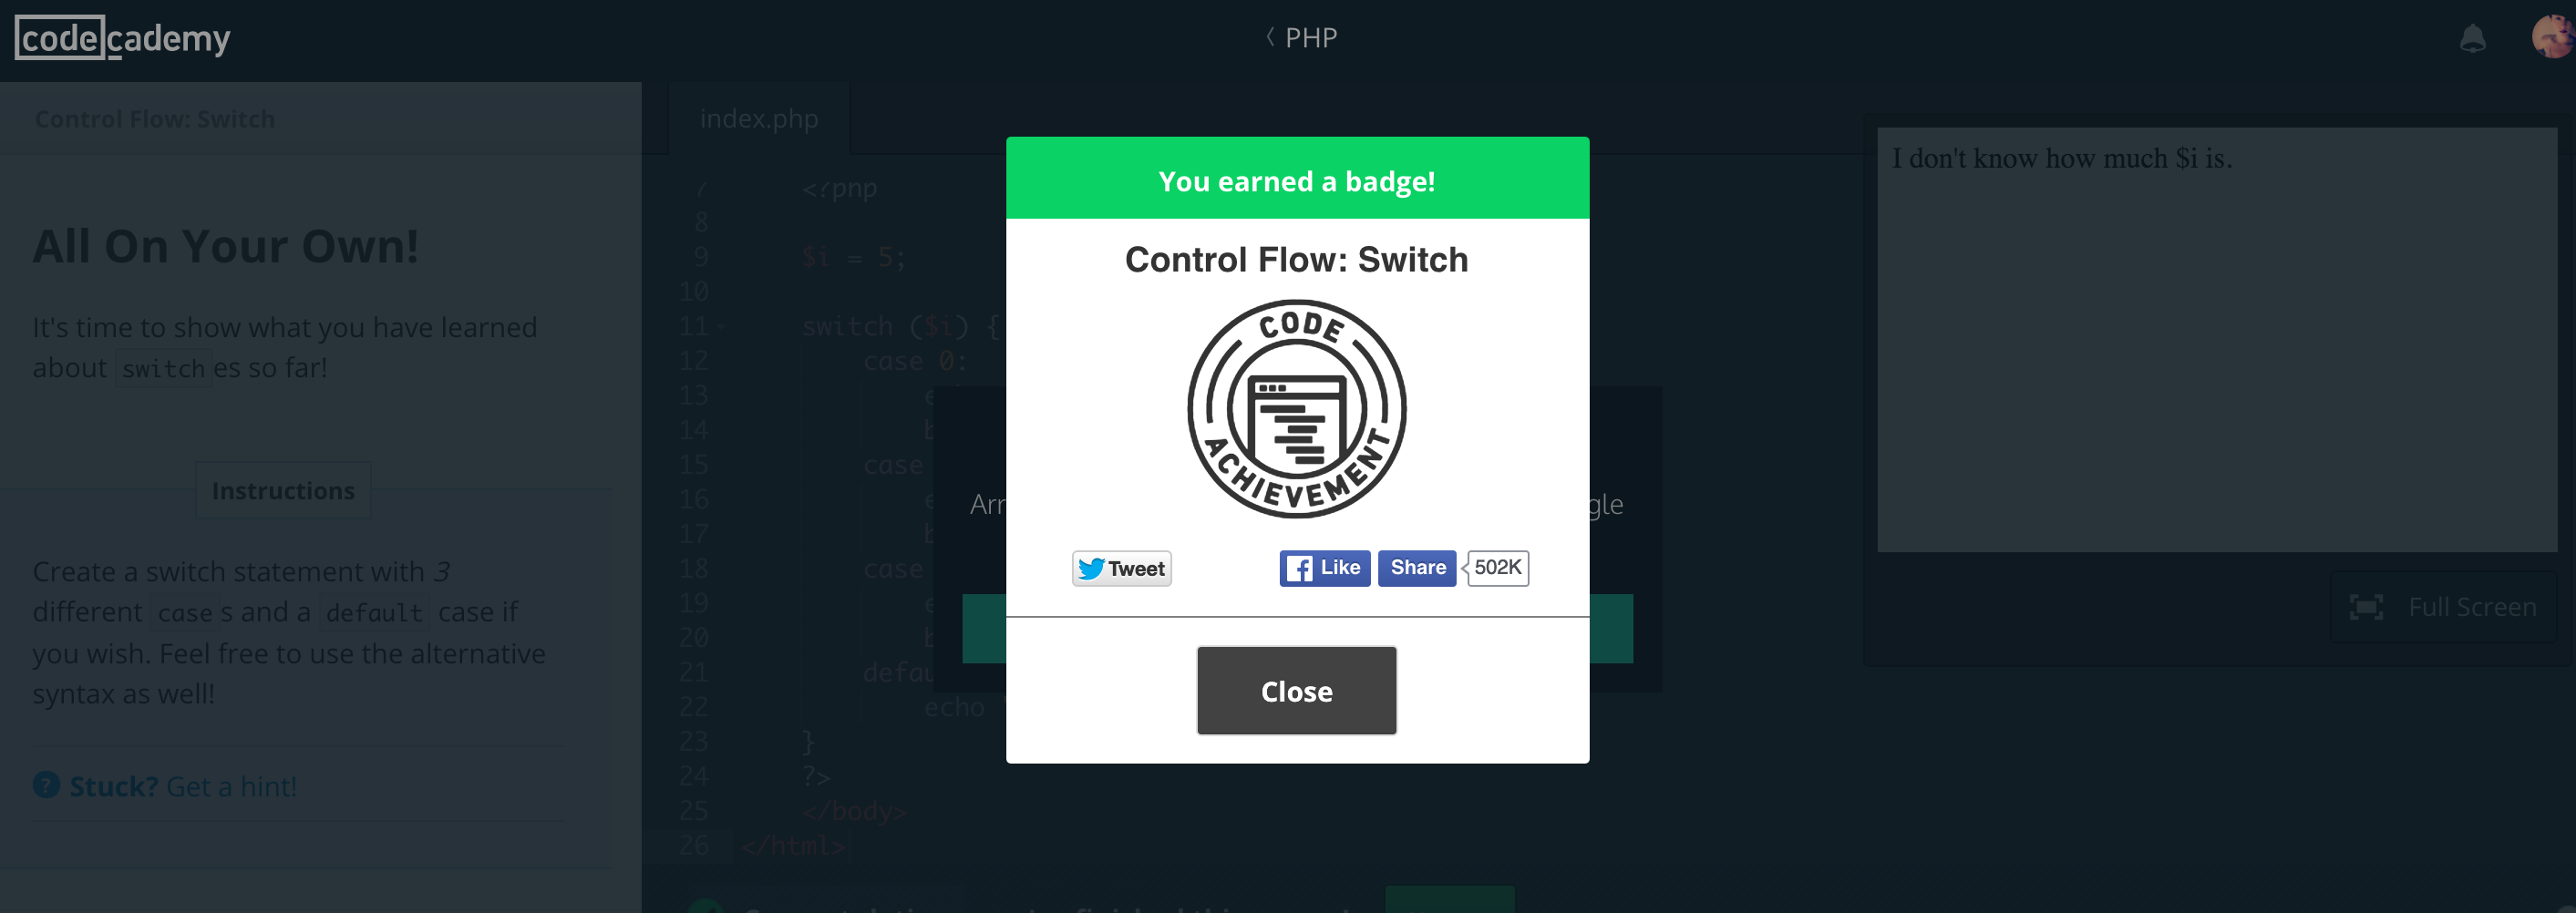 codecademy
PHP
Control Flow: Switch
All On Your Own!
It's time to show what you have learned
about switch es so far!
Instructions
Create a switch statement with 3
different case s and a default case if
you wish. Feel free to use the alternative
syntax as well!
? Stuck? Get a hint!
index.php
7 <?php
8
9 $i = 5;
10
11 switch ($i) {
12 case 0:
13 e
14 b
15 case
16 e
17 b
18 case
19 e
20 b
21 defau
22 echo
23 }
24 ?>
25 </body>
26 </html>
You earned a badge!
Control Flow: Switch
CODE
ACHIEVEMENT
Tweet
Like
Share
502K
Close
Arr
gle
I don't know how much $i is.
Full Screen